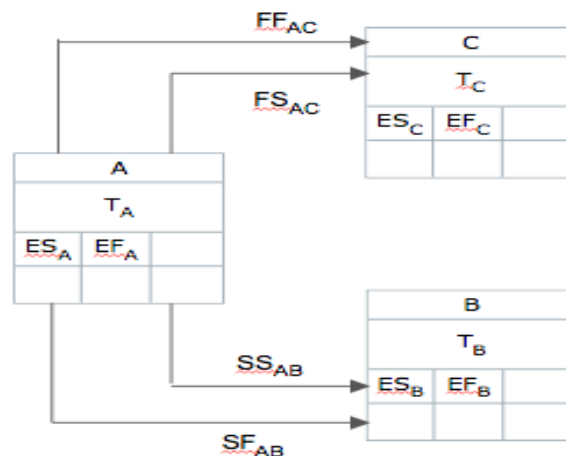 FF_AC
C
FS_AC
T_C
ES_C EF_C
A
T_A
ES_A EF_A
B
T_B
SS_AB
ES_B EF_B
SF_AB